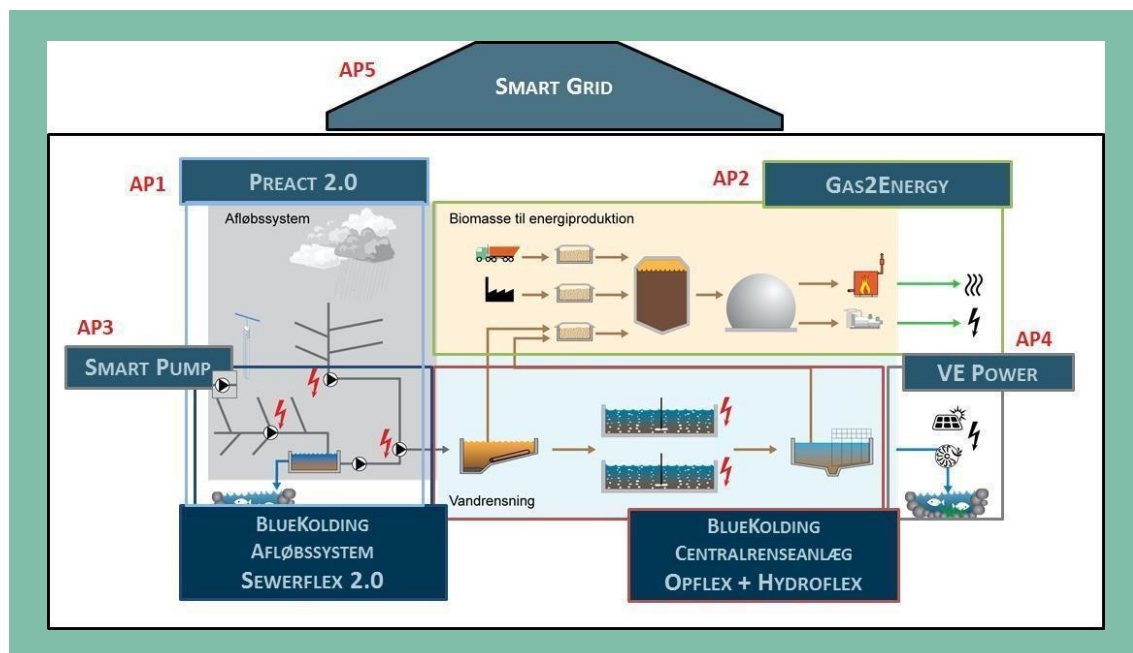 AP5
SMART GRID
AP1
PREACT 2.0
AP2
GAS2ENERGY
Afløbssystem
Biomasse til energiproduktion
AP3
SMART PUMP
AP4
VE POWER
Vandrensning
BLUEKOLDING
AFLØBSSYSTEM
SEWERFLEX 2.0
BLUEKOLDING
CENTRALRENSEANLÆG
OPFLEX + HYDROFLEX